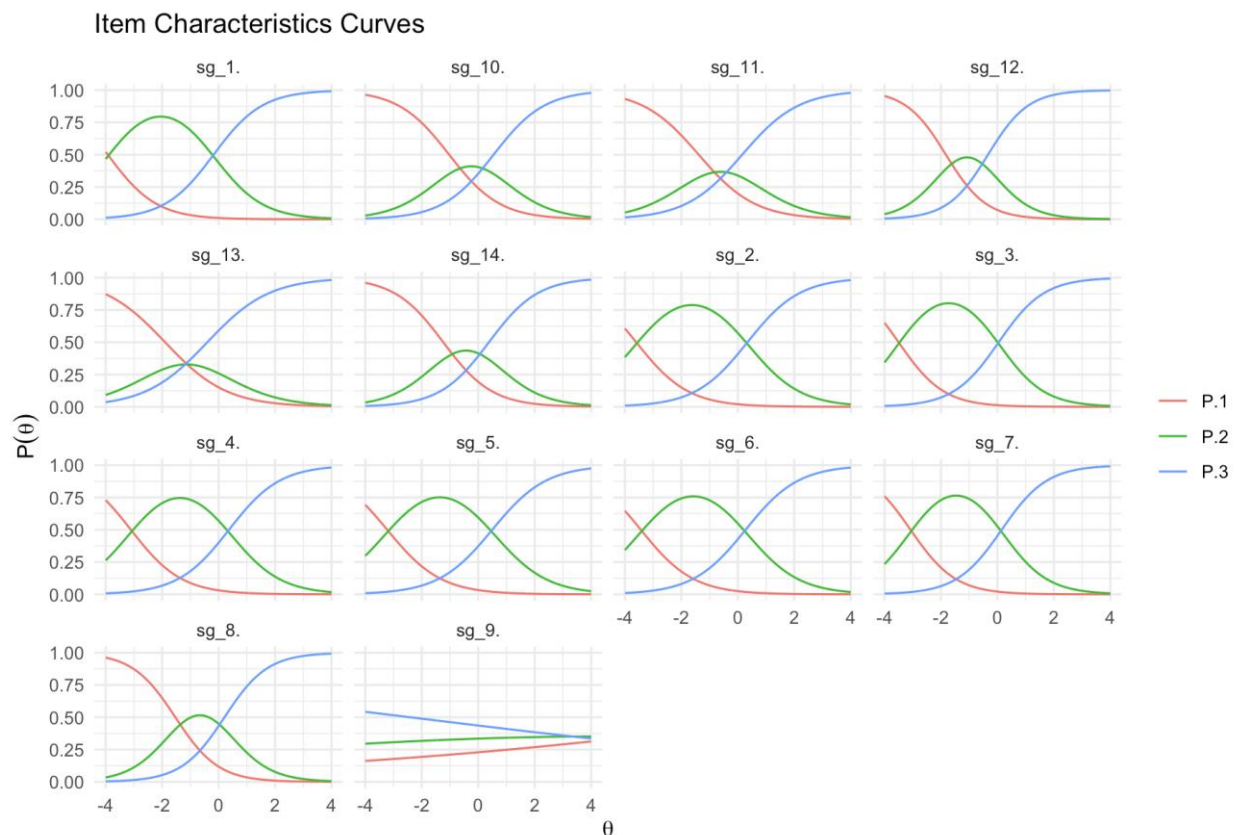 Item Characteristics Curves
sg_1. sg_10. sg_11. sg_12.
1.00
0.75
0.50
0.25
0.00
sg_13. sg_14. sg_2. sg_3.
1.00
0.75
0.50
0.25
0.00
P(θ)
P.1
P.2
P.3
sg_4. sg_5. sg_6. sg_7.
1.00
0.75
0.50
0.25
0.00
-4 -2 0 2 4 -4 -2 0 2 4
sg_8. sg_9.
1.00
0.75
0.50
0.25
0.00
-4 -2 0 2 4 -4 -2 0 2 4
θ